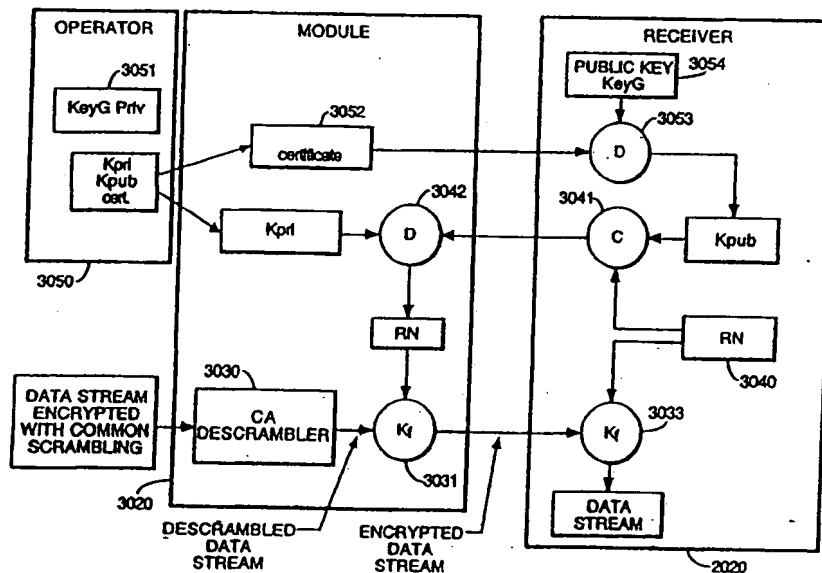 OPERATOR
3051
KeyG Priv
Kpri
Kpub
cert.
3050
MODULE
3052
certificate
3042
Kpri
D
RN
3030
CA
DESCRAMBLER
Kf
3031
3020
DATA STREAM
ENCRYPTED
WITH COMMON
SCRAMBLING
DESCRAMBLED
DATA
STREAM
ENCRYPTED
DATA
STREAM
RECEIVER
PUBLIC KEY
KeyG
3054
3053
D
3041
C
Kpub
RN
3040
3033
Kf
DATA
STREAM
2020